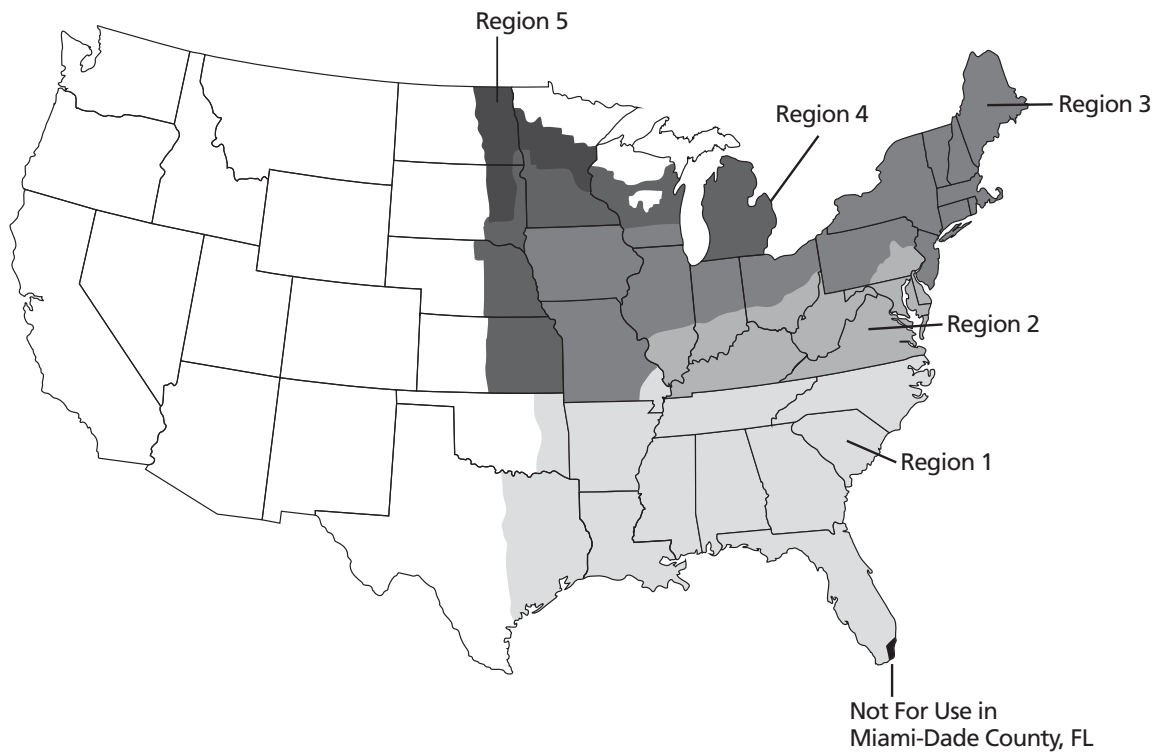 Region 5
Region 3
Region 4
Region 2
Region 1
Not For Use in
Miami-Dade County, FL